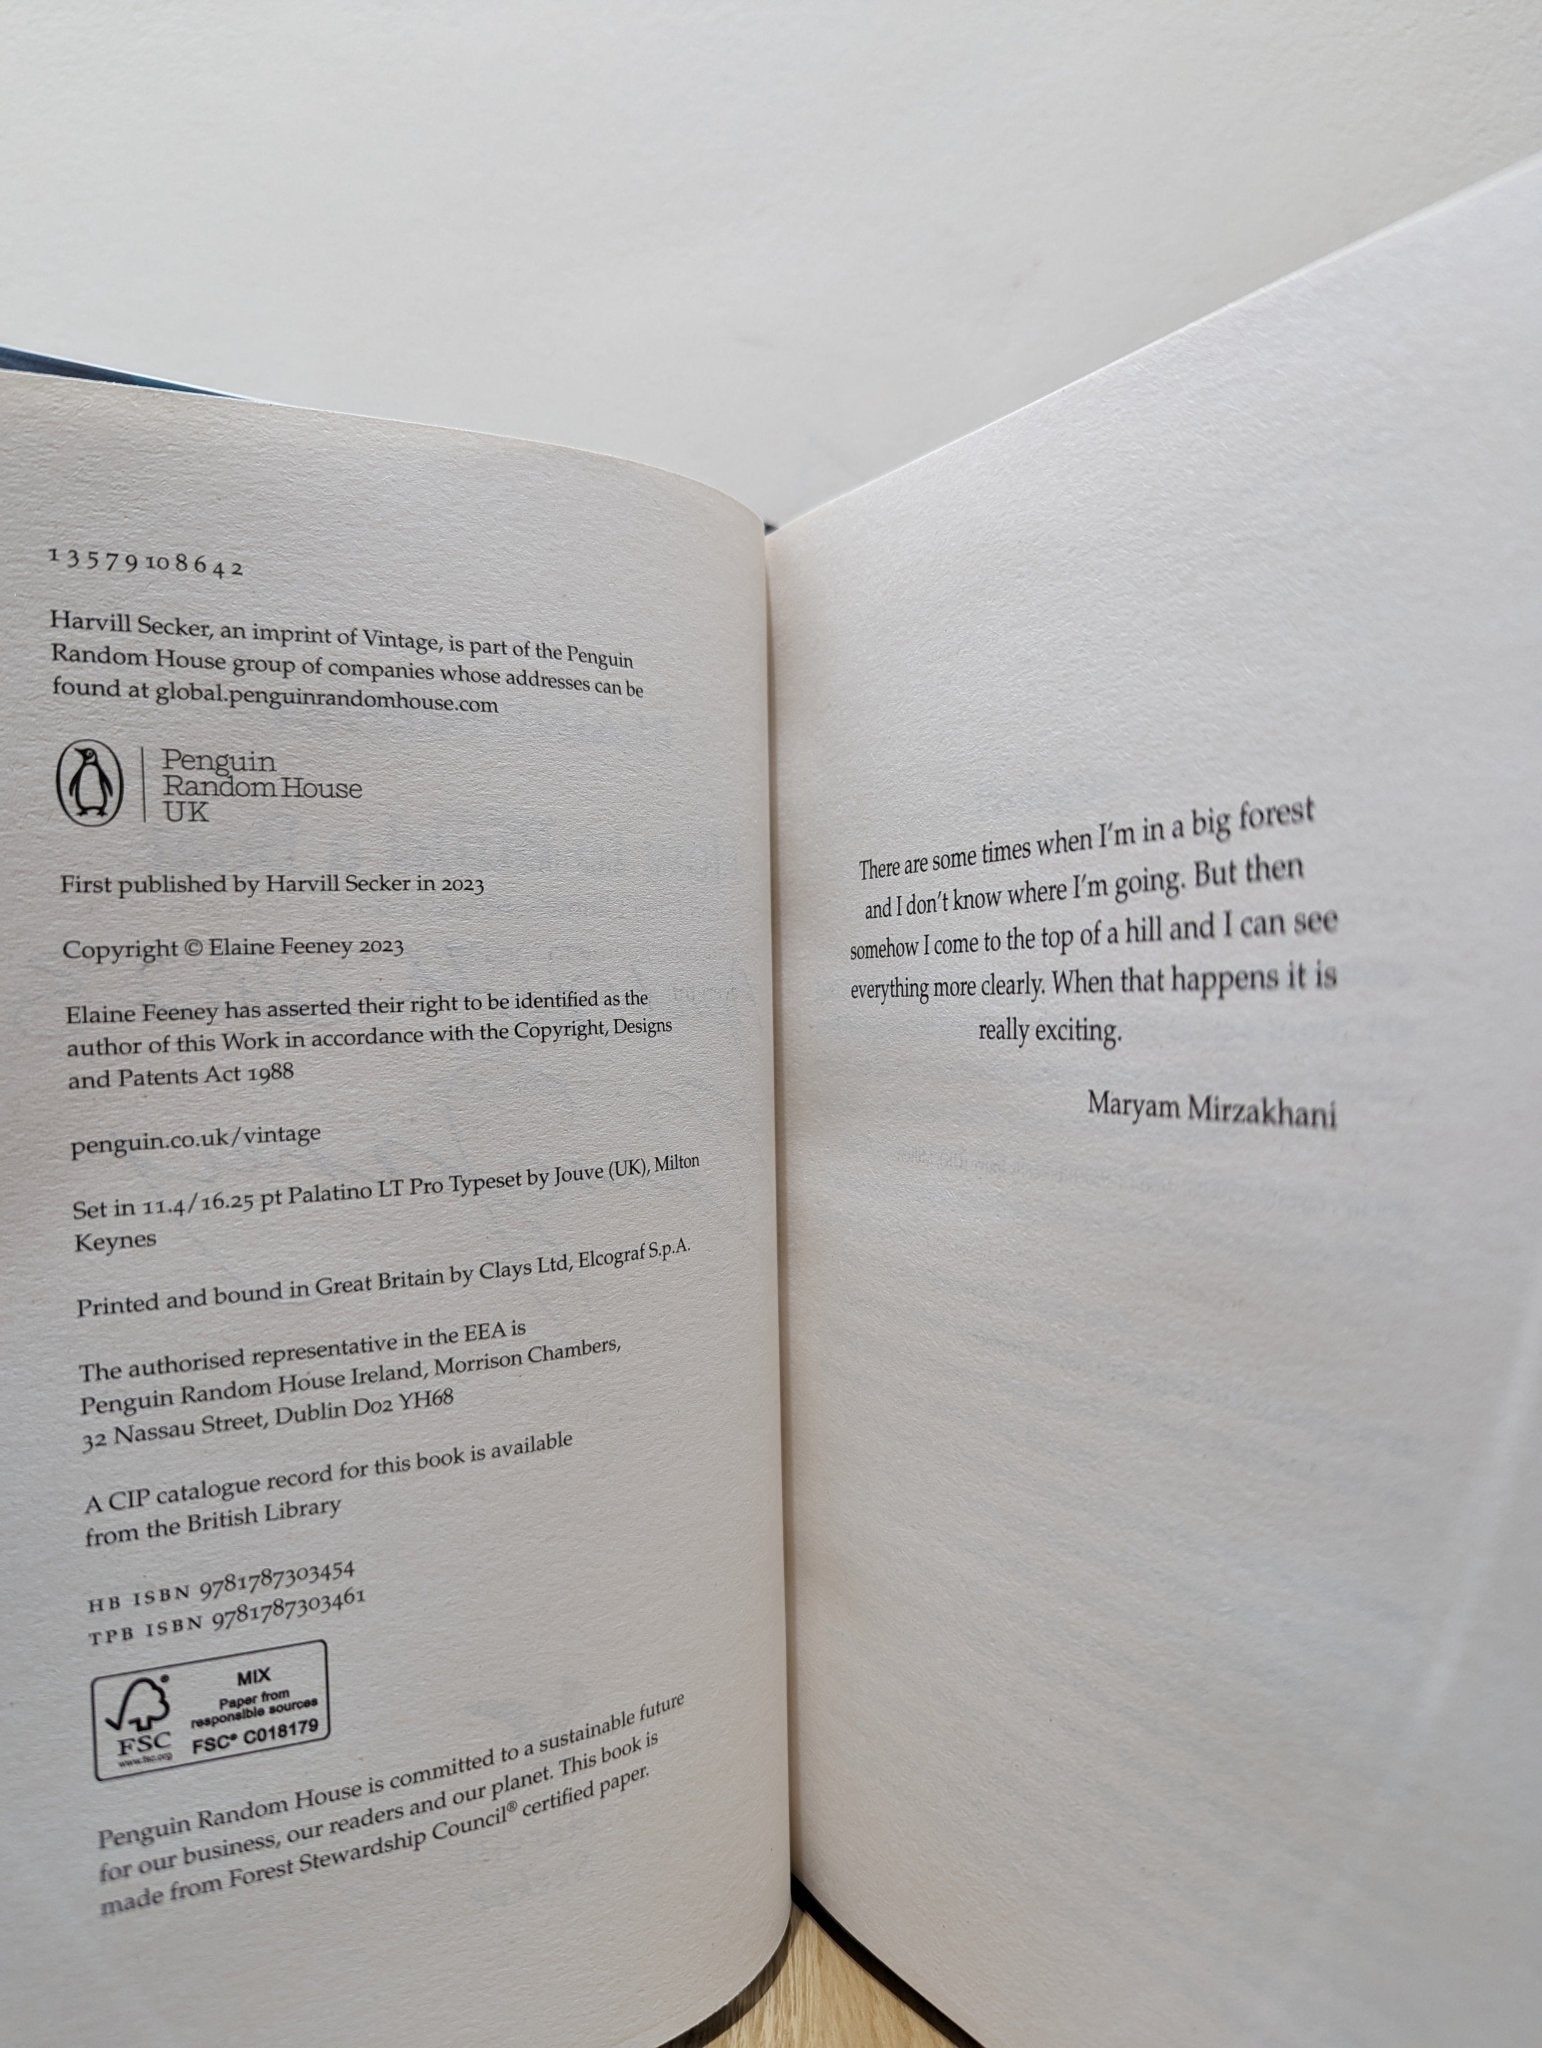 1 3 5 7 9 10 8 6 4 2
Harvill Secker, an imprint of Vintage, is part of the Penguin
Random House group of companies whose addresses can be
found at global.penguinrandomhouse.com
Penguin
Random House
UK
First published by Harvill Secker in 2023
Copyright © Elaine Feeney 2023
Elaine Feeney has asserted their right to be identified as the
author of this Work in accordance with the Copyright, Designs
and Patents Act 1988
penguin.co.uk/vintage
Set in 11.4/16.25 pt Palatino LT Pro Typeset by Jouve (UK), Milton
Keynes
Printed and bound in Great Britain by Clays Ltd, Elcograf S.p.A.
The authorised representative in the EEA is
Penguin Random House Ireland, Morrison Chambers,
32 Nassau Street, Dublin D02 YH68
A CIP catalogue record for this book is available
from the British Library
HB ISBN 9781787303454
TPB ISBN 9781787303461
FSC
www.fsc.org
MIX
Paper from
responsible sources
FSC® C018179
Penguin Random House is committed to a sustainable future
for our business, our readers and our planet. This book is
made from Forest Stewardship Council® certified paper.
There are some times when I'm in a big forest
and I don't know where I'm going. But then
somehow I come to the top of a hill and I can see
everything more clearly. When that happens it is
really exciting.
Maryam Mirzakhani